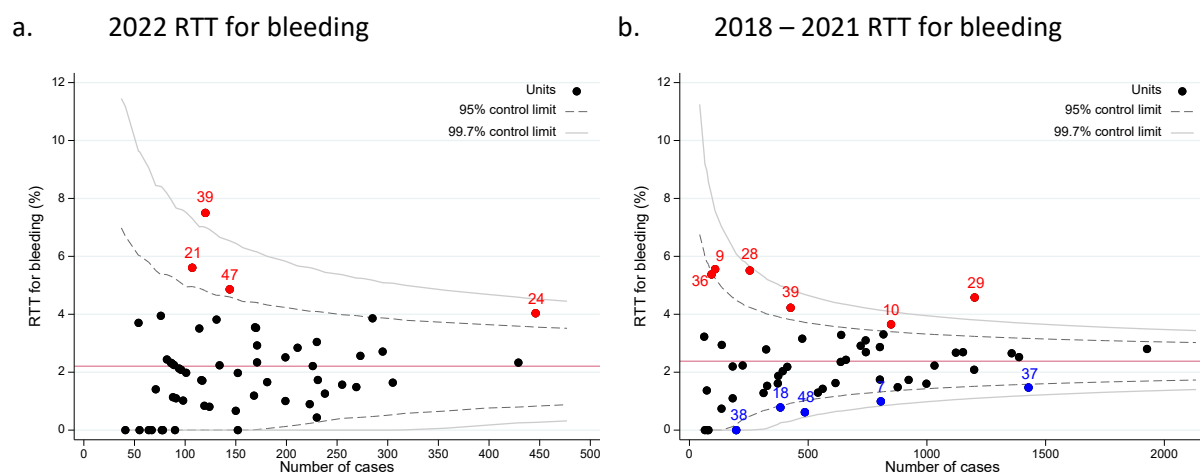 a. 2022 RTT for bleeding
12
10
8
6
4
2
0
RTT for bleeding (%)
Units
95% control limit
99.7% control limit
39
21
47
24
0 50 100 150 200 250 300 350 400 450 500
Number of cases
b. 2018 – 2021 RTT for bleeding
12
10
8
6
4
2
0
RTT for bleeding (%)
Units
95% control limit
99.7% control limit
9
28
36
39
29
10
37
18
7
48
38
0 500 1000 1500 2000
Number of cases